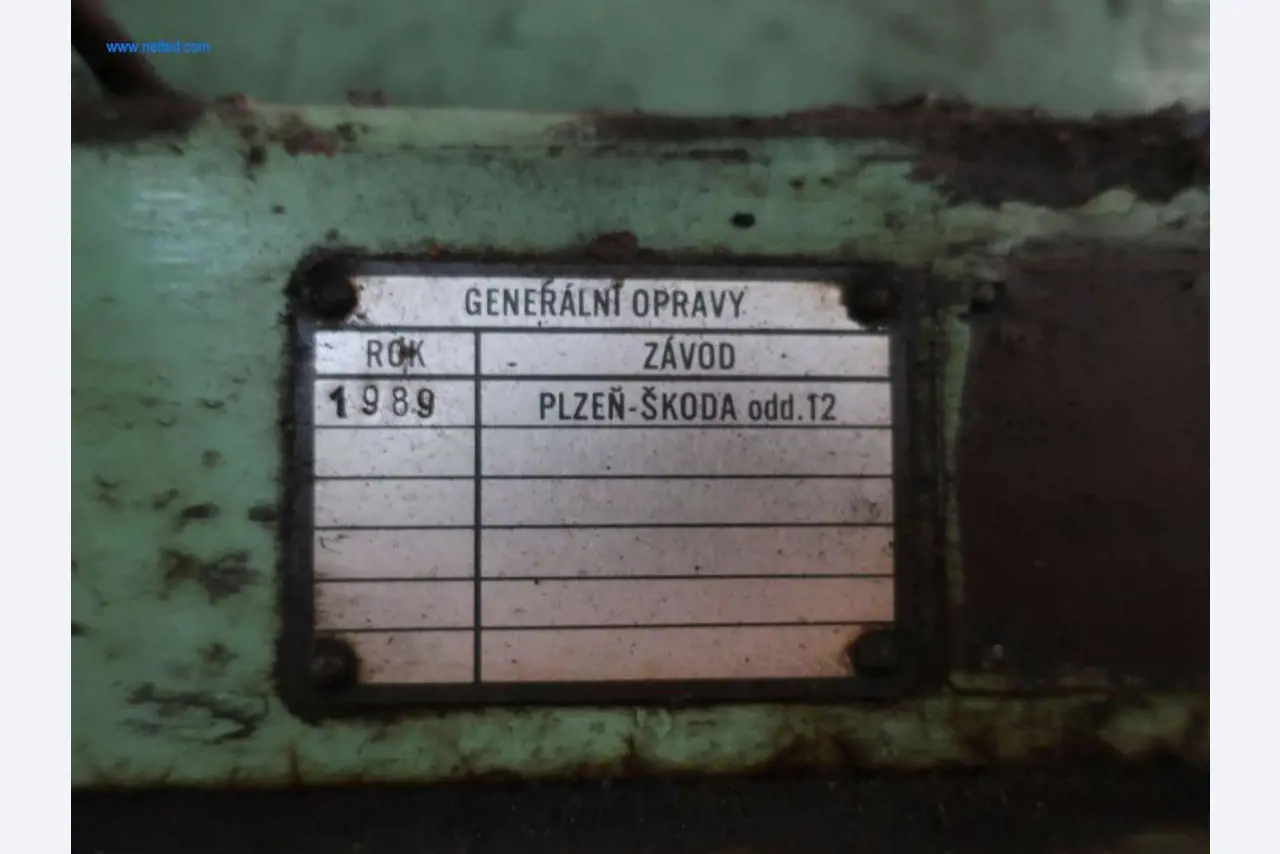 www.netbid.com
GENERÁLNÍ OPRAVY
ROK ZÁVOD
1989 PLZEŇ-ŠKODA odd.12